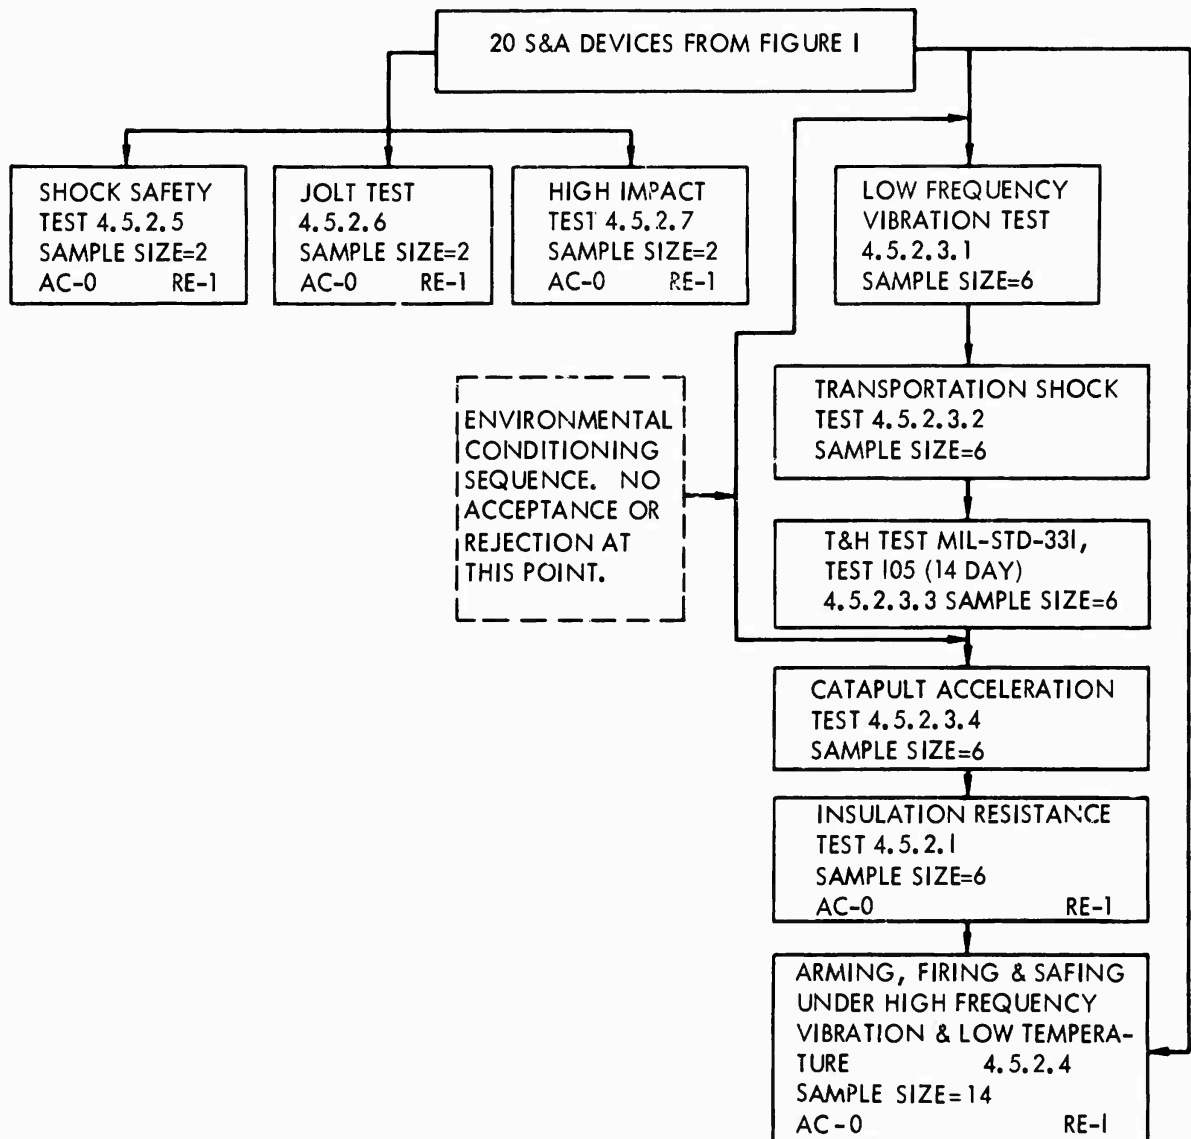 20 S&A DEVICES FROM FIGURE 1
SHOCK SAFETY
TEST 4.5.2.5
SAMPLE SIZE=2
AC-0 RE-1
JOLT TEST
4.5.2.6
SAMPLE SIZE=2
AC-0 RE-1
HIGH IMPACT
TEST 4.5.2.7
SAMPLE SIZE=2
AC-0 RE-1
LOW FREQUENCY
VIBRATION TEST
4.5.2.3.1
SAMPLE SIZE=6
TRANSPORTATION SHOCK
TEST 4.5.2.3.2
SAMPLE SIZE=6
ENVIRONMENTAL
CONDITIONING
SEQUENCE. NO
ACCEPTANCE OR
REJECTION AT
THIS POINT.
T&H TEST MIL-STD-331,
TEST 105 (14 DAY)
4.5.2.3.3 SAMPLE SIZE=6
CATAPULT ACCELERATION
TEST 4.5.2.3.4
SAMPLE SIZE=6
INSULATION RESISTANCE
TEST 4.5.2.1
SAMPLE SIZE=6
AC-0 RE-1
ARMING, FIRING & SAFING
UNDER HIGH FREQUENCY
VIBRATION & LOW TEMPERA-
TURE 4.5.2.4
SAMPLE SIZE=14
AC-0 RE-1